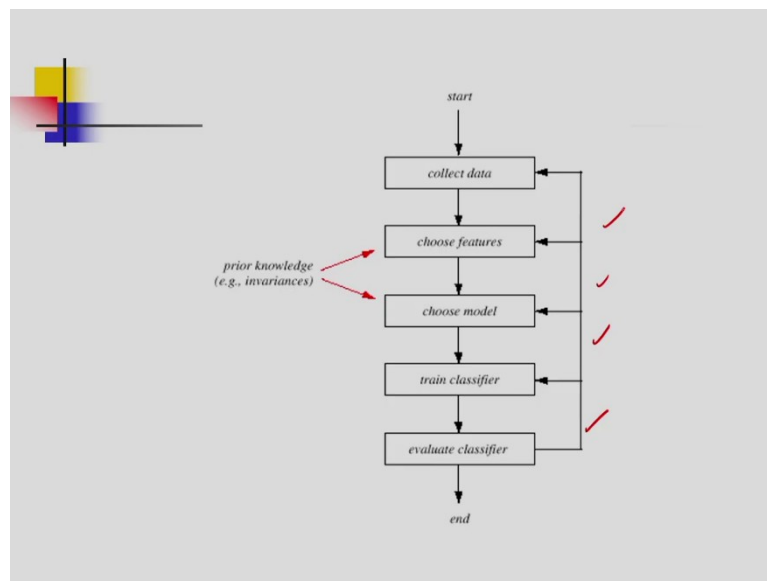 start
collect data
choose features
prior knowledge
(e.g., invariances)
choose model
train classifier
evaluate classifier
end